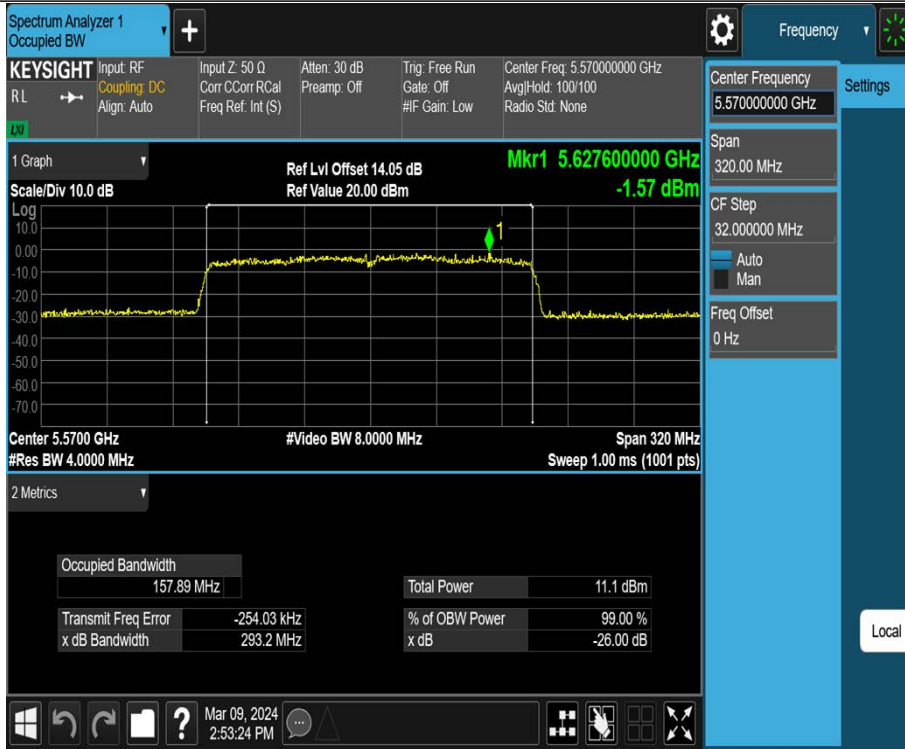 Spectrum Analyzer 1
Occupied BW
+
Frequency
KEYSIGHT
R L
LXI
Input: RF
Coupling: DC
Align: Auto
Input Z: 50 Ω
Corr CCorr RCal
Freq Ref: Int (S)
Atten: 30 dB
Preamp: Off
Trig: Free Run
Gate: Off
#IF Gain: Low
Center Freq: 5.570000000 GHz
Avg|Hold: 100/100
Radio Std: None
Center Frequency
5.570000000 GHz
Settings
Span
320.00 MHz
CF Step
32.000000 MHz
Auto
Man
Freq Offset
0 Hz
Local
1 Graph
Scale/Div 10.0 dB
Ref Lvl Offset 14.05 dB
Ref Value 20.00 dBm
Mkr1 5.627600000 GHz
-1.57 dBm
Log
10.0
0.00
-10.0
-20.0
-30.0
-40.0
-50.0
-60.0
-70.0
1
Center 5.5700 GHz
#Res BW 4.0000 MHz
#Video BW 8.0000 MHz
Span 320 MHz
Sweep 1.00 ms (1001 pts)
2 Metrics
Occupied Bandwidth
157.89 MHz
Total Power 11.1 dBm
Transmit Freq Error -254.03 kHz
% of OBW Power 99.00 %
x dB Bandwidth 293.2 MHz
x dB -26.00 dB
?
Mar 09, 2024
2:53:24 PM